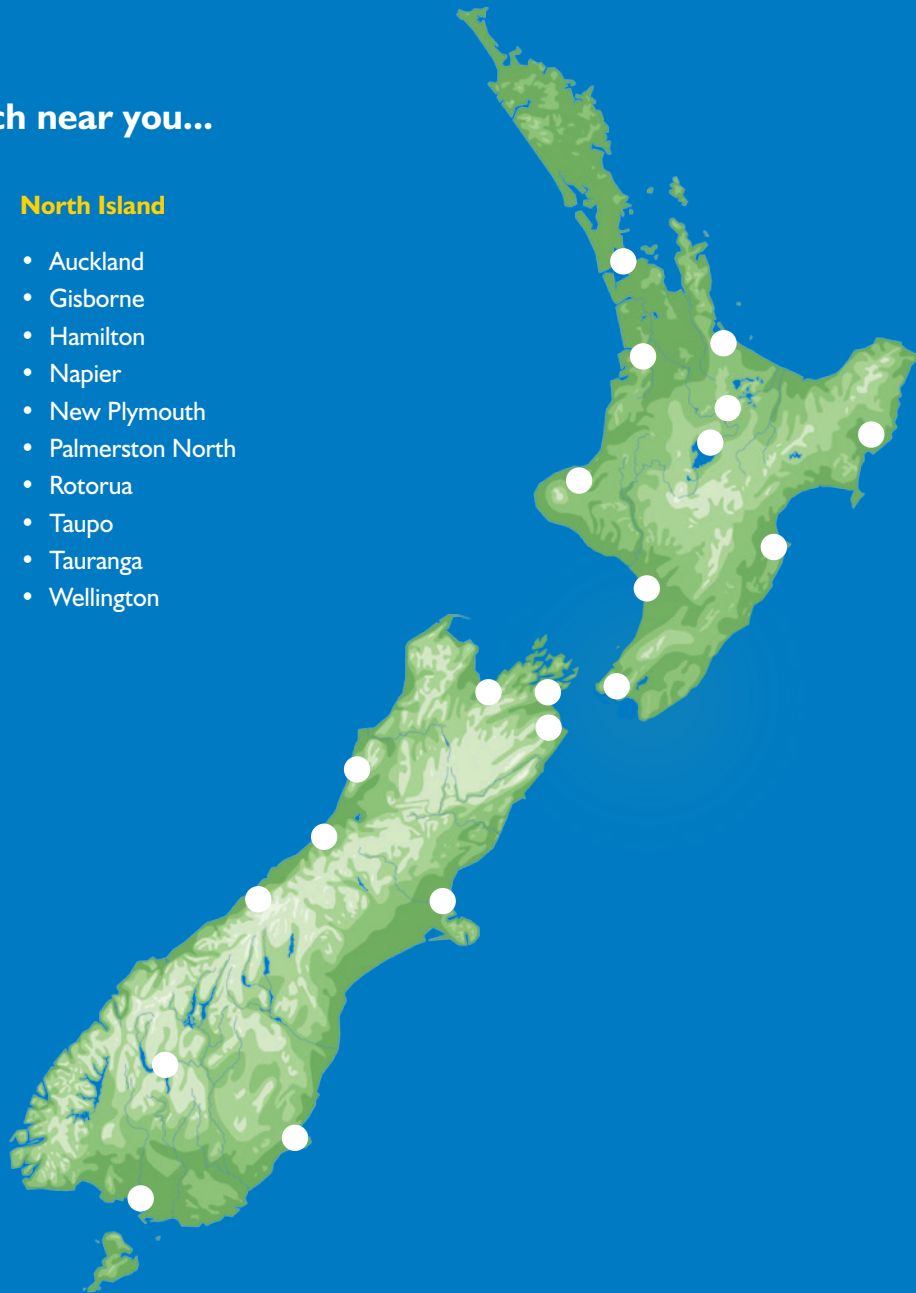 ch near you...
North Island
• Auckland
• Gisborne
• Hamilton
• Napier
• New Plymouth
• Palmerston North
• Rotorua
• Taupo
• Tauranga
• Wellington